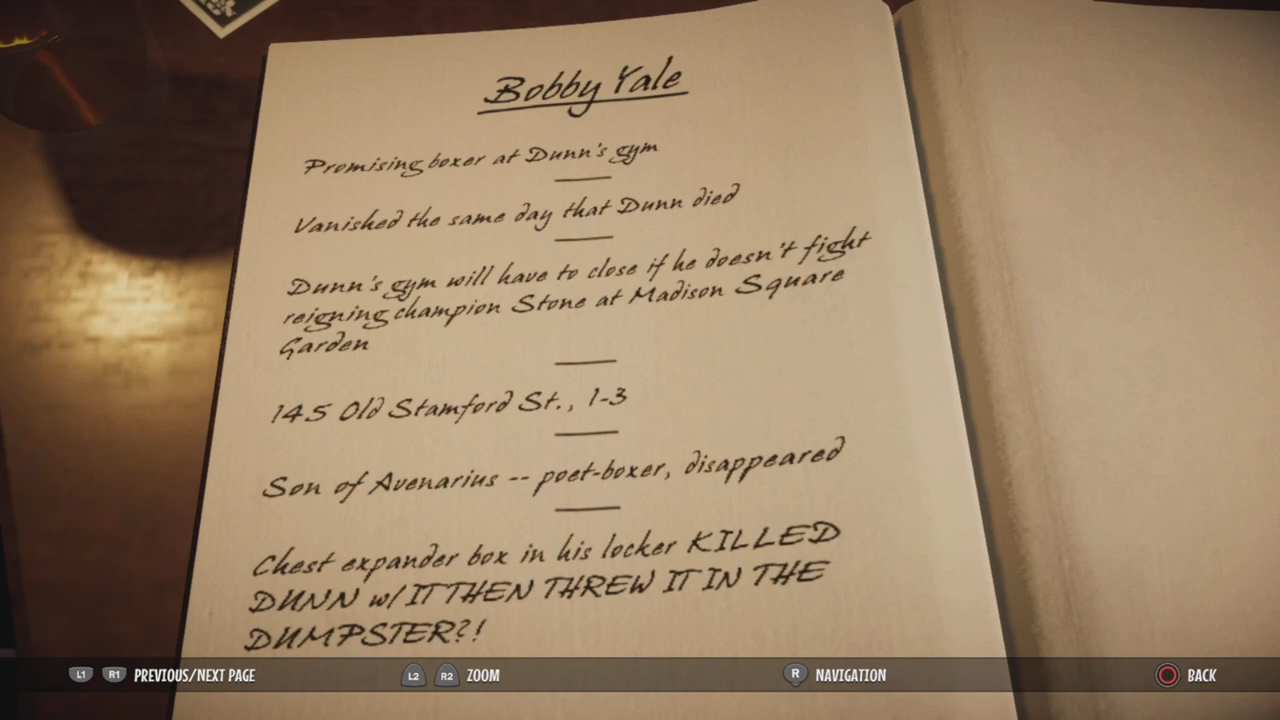 Bobby Yale
Promising boxer at Dunn's gym
Vanished the same day that Dunn died
Dunn's gym will have to close if he doesn't fight
reigning champion Stone at Madison Square
Garden
145 Old Stamford St., 1-3
Son of Avenarius -- poet-boxer, disappeared
Chest expander box in his locker KILLED
DUNN w/ IT THEN THREW IT IN THE
DUMPSTER?!
L1 R1 PREVIOUS/NEXT PAGE L2 R2 ZOOM R NAVIGATION BACK